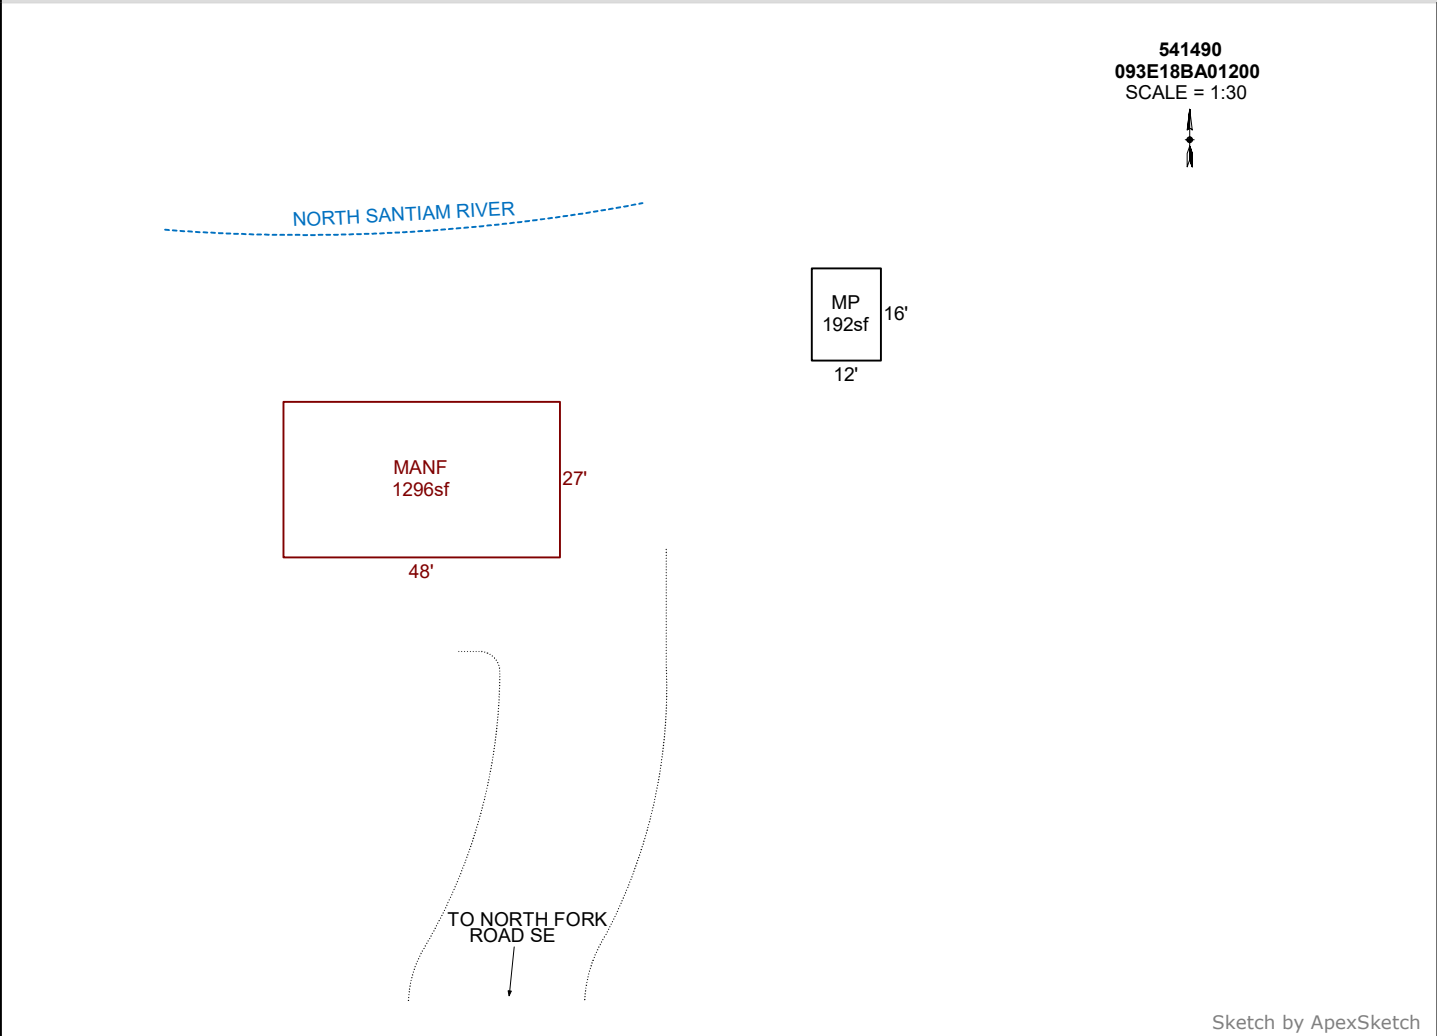 541490
093E18BA01200
SCALE = 1:30
NORTH SANTIAM RIVER
MP
192sf
16'
12'
MANF
1296sf
27'
48'
TO NORTH FORK
ROAD SE
Sketch by ApexSketch